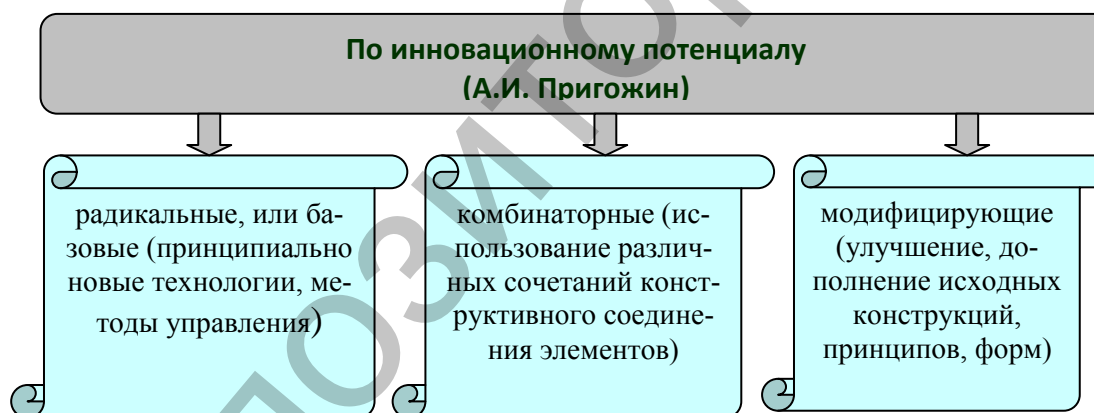 По инновационному потенциалу
(А.И. Пригожин)
радикальные, или ба-
зовые (принципиально
новые технологии, ме-
тоды управления)
комбинаторные (ис-
пользование различ-
ных сочетаний конст-
руктивного соедине-
ния элементов)
модифицирующие
(улучшение, до-
полнение исходных
конструкций,
принципов, форм)